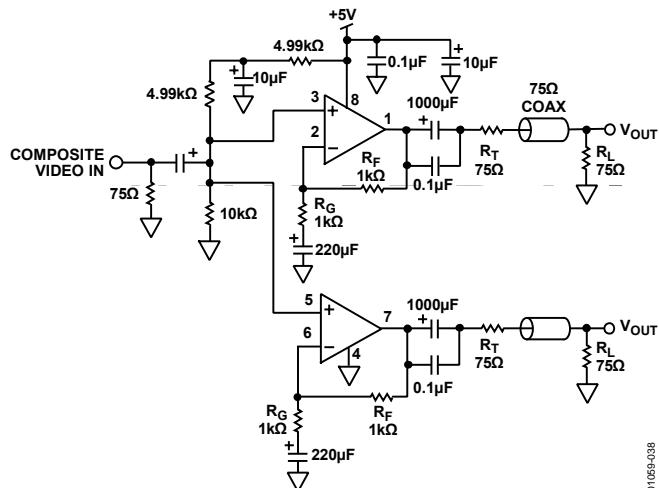 +5V
4.99kΩ
10µF
0.1µF
10µF
4.99kΩ
1000µF
75Ω
COAX
3
8
1
2
COMPOSITE
VIDEO IN
75Ω
10kΩ
R_F
1kΩ
0.1µF
R_T
75Ω
V_OUT
R_L
75Ω
R_G
1kΩ
220µF
1000µF
5
7
6
4
R_T
75Ω
V_OUT
R_L
75Ω
0.1µF
R_G
1kΩ
R_F
1kΩ
220µF
01059-038